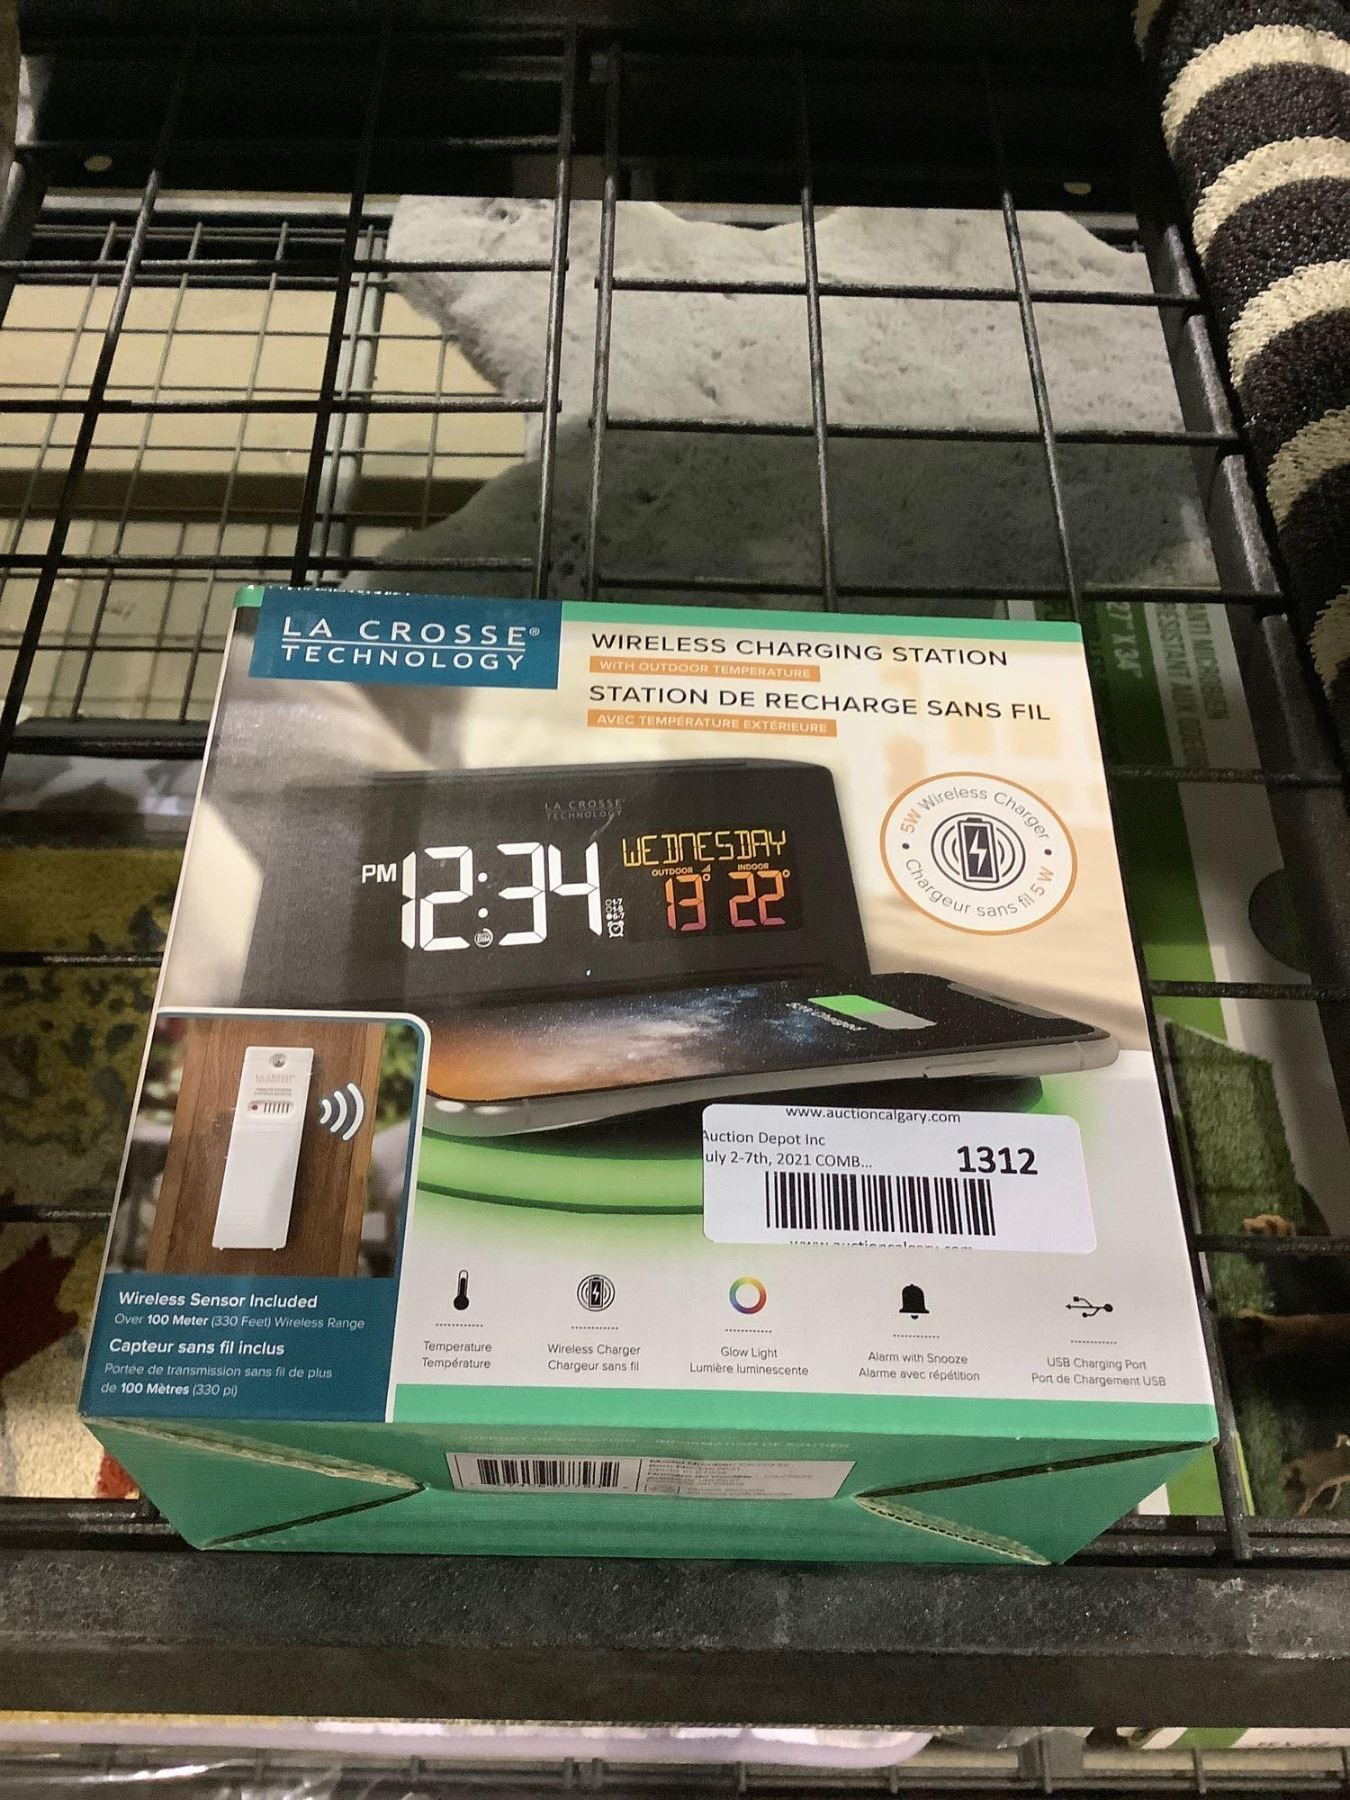 LA CROSSE®
TECHNOLOGY
WIRELESS CHARGING STATION
WITH OUTDOOR TEMPERATURE
STATION DE RECHARGE SANS FIL
AVEC TEMPÉRATURE EXTÉRIEURE
5W Wireless Charger
Chargeur sans fil 5 W
LA CROSSE
TECHNOLOGY
PM 12:34
WEDNESDAY
OUTDOOR INDOOR
13° 22°
www.auctioncalgary.com
Auction Depot Inc
uly 2-7th, 2021 COMB...
1312
www.auctioncalgary.com
Wireless Sensor Included
Over 100 Meter (330 Feet) Wireless Range
Capteur sans fil inclus
Portée de transmission sans fil de plus
de 100 Mètres (330 pi)
Temperature
Température
Wireless Charger
Chargeur sans fil
Glow Light
Lumière luminescente
Alarm with Snooze
Alarme avec répétition
USB Charging Port
Port de Chargement USB
27 X 34